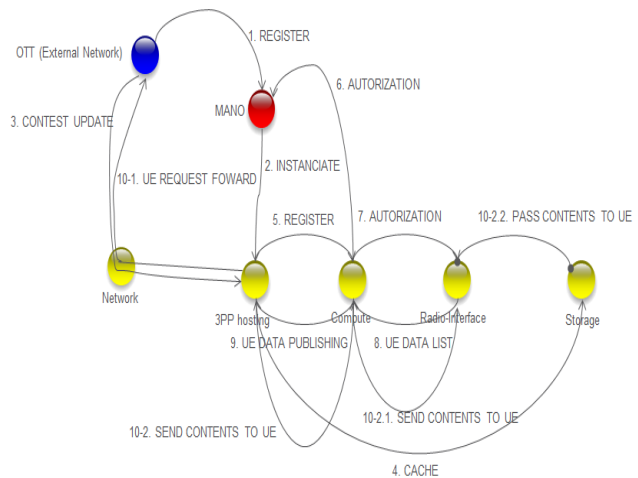 1. REGISTER
OTT (External Network)
6. AUTORIZATION
MANO
3. CONTEST UPDATE
2. INSTANCIATE
10-1. UE REQUEST FOWARD
5. REGISTER
7. AUTORIZATION
10-2.2. PASS CONTENTS TO UE
Network
3PP hosting
Compute
Radio-Interface
Storage
9. UE DATA PUBLISHING
8. UE DATA LIST
10-2.1. SEND CONTENTS TO UE
10-2. SEND CONTENTS TO UE
4. CACHE